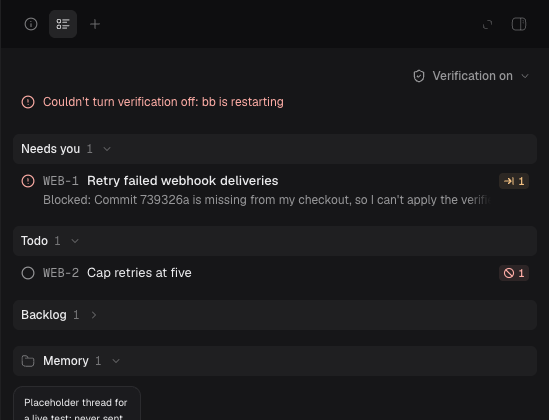 Verification on
Couldn't turn verification off: bb is restarting
Needs you 1
WEB-1 Retry failed webhook deliveries 1
Blocked: Commit 739326a is missing from my checkout, so I can't apply the
Todo 1
WEB-2 Cap retries at five 1
Backlog 1
Memory 1
Placeholder thread for
a live test: never sent